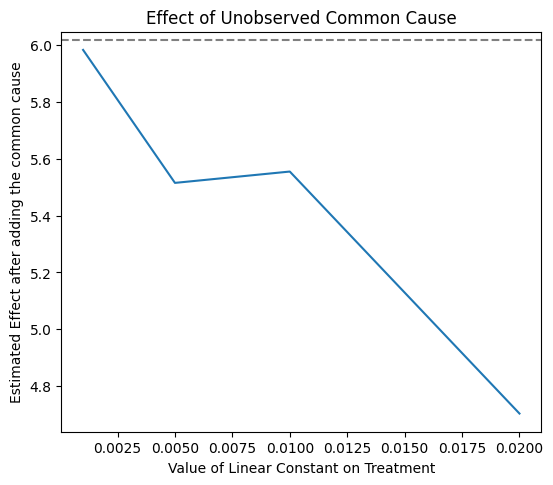 Effect of Unobserved Common Cause
Estimated Effect after adding the common cause
6.0
5.8
5.6
5.4
5.2
5.0
4.8
0.0025 0.0050 0.0075 0.0100 0.0125 0.0150 0.0175 0.0200
Value of Linear Constant on Treatment